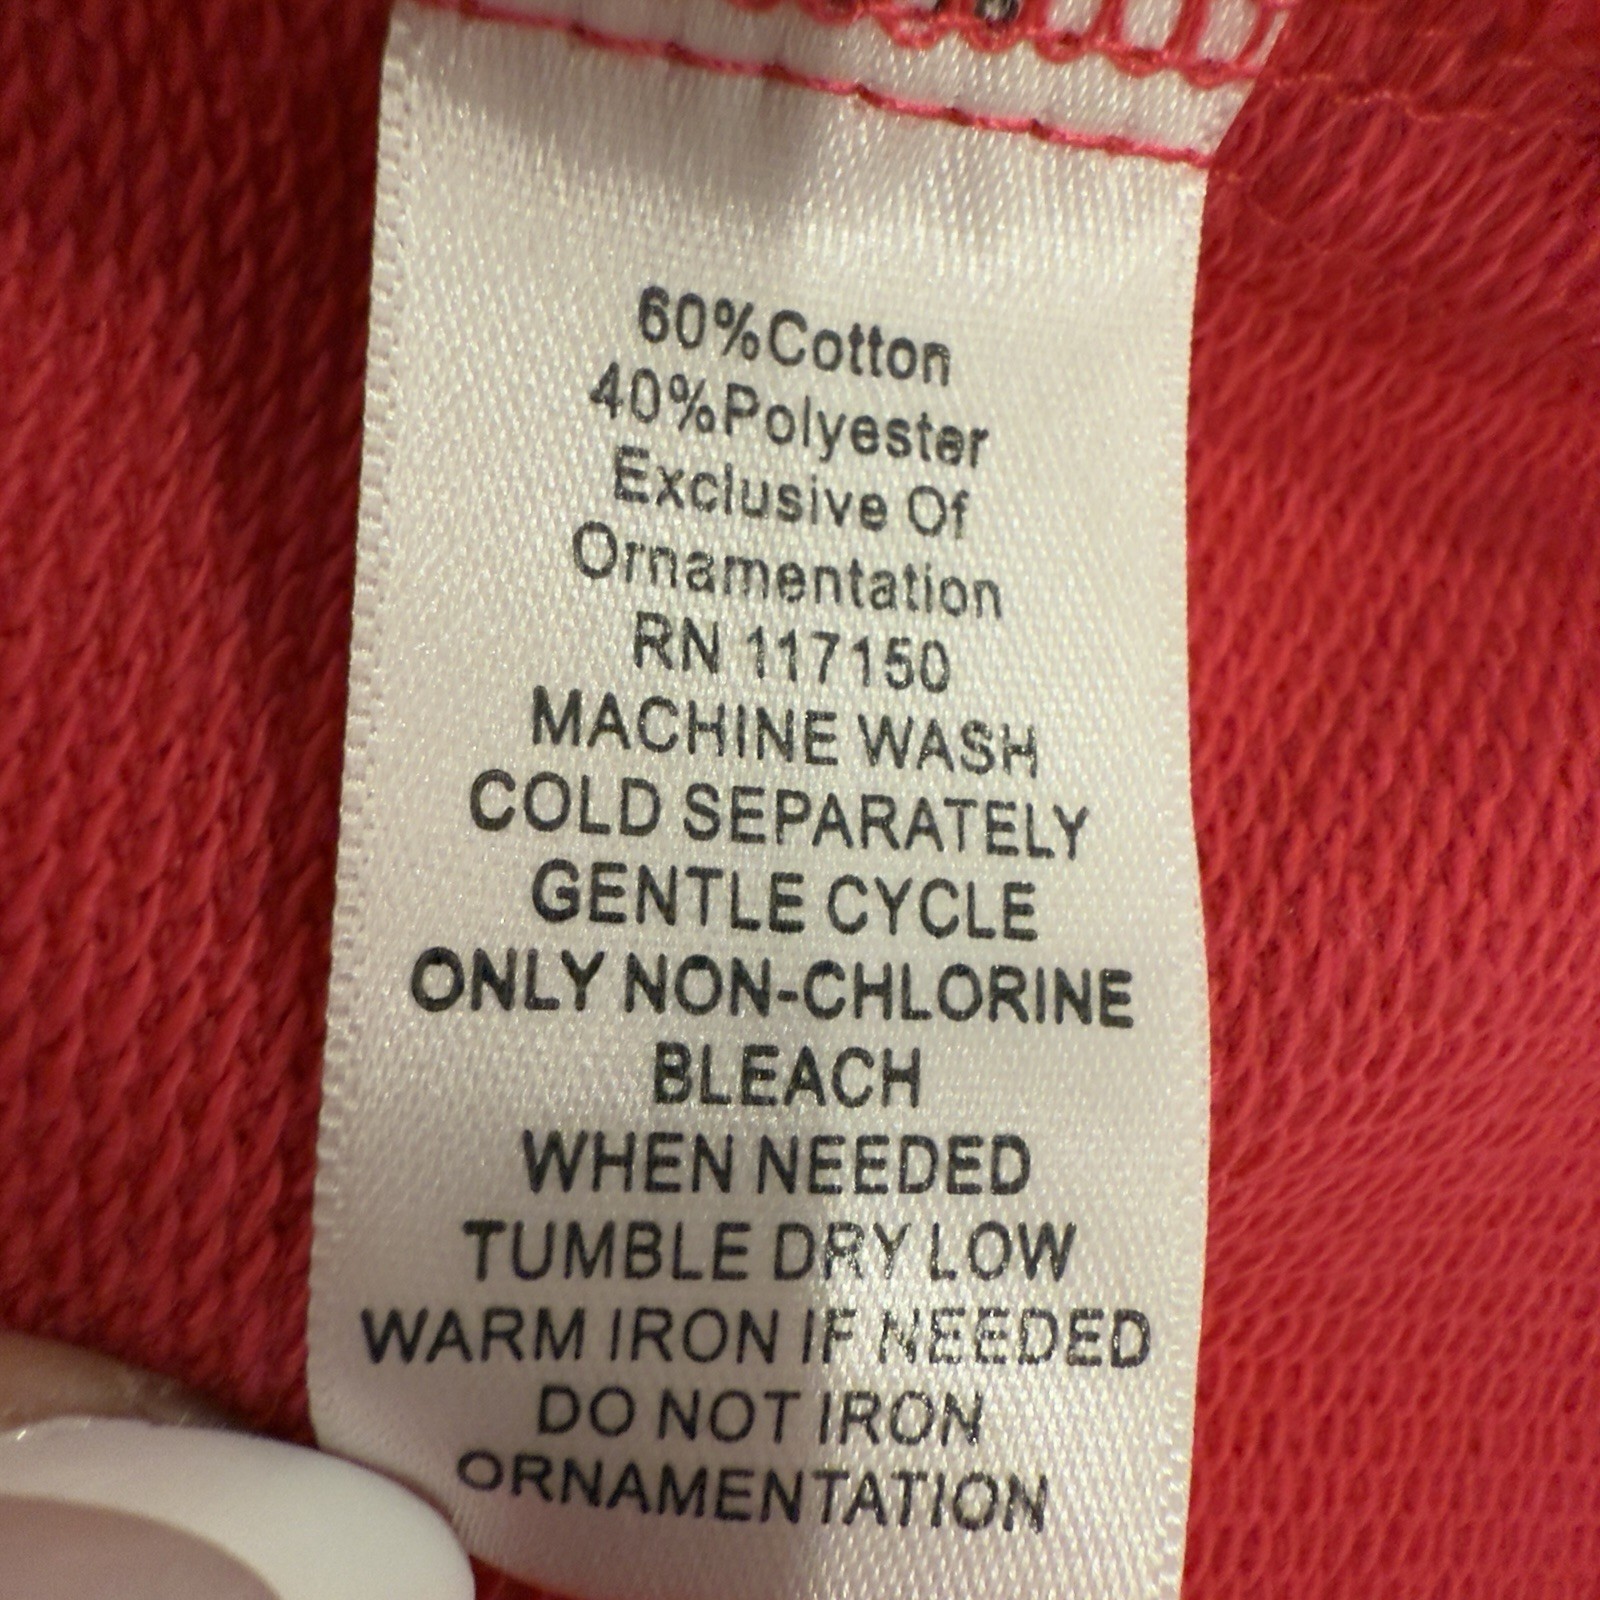 60%Cotton
40%Polyester
Exclusive Of
Ornamentation
RN 117150
MACHINE WASH
COLD SEPARATELY
GENTLE CYCLE
ONLY NON-CHLORINE
BLEACH
WHEN NEEDED
TUMBLE DRY LOW
WARM IRON IF NEEDED
DO NOT IRON
ORNAMENTATION